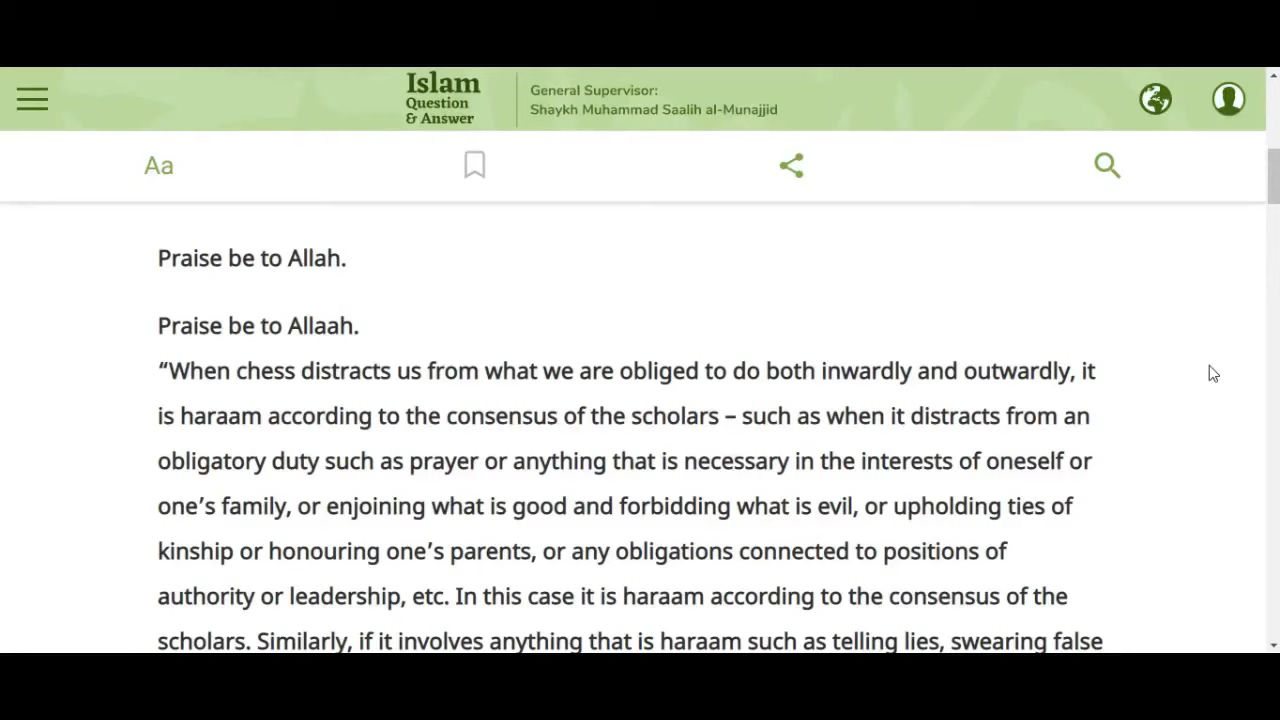 Islam
Question
& Answer
General Supervisor:
Shaykh Muhammad Saalih al-Munajjid
Aa
Praise be to Allah.
Praise be to Allaah.
“When chess distracts us from what we are obliged to do both inwardly and outwardly, it
is haraam according to the consensus of the scholars – such as when it distracts from an
obligatory duty such as prayer or anything that is necessary in the interests of oneself or
one’s family, or enjoining what is good and forbidding what is evil, or upholding ties of
kinship or honouring one’s parents, or any obligations connected to positions of
authority or leadership, etc. In this case it is haraam according to the consensus of the
scholars. Similarly, if it involves anything that is haraam such as telling lies, swearing false